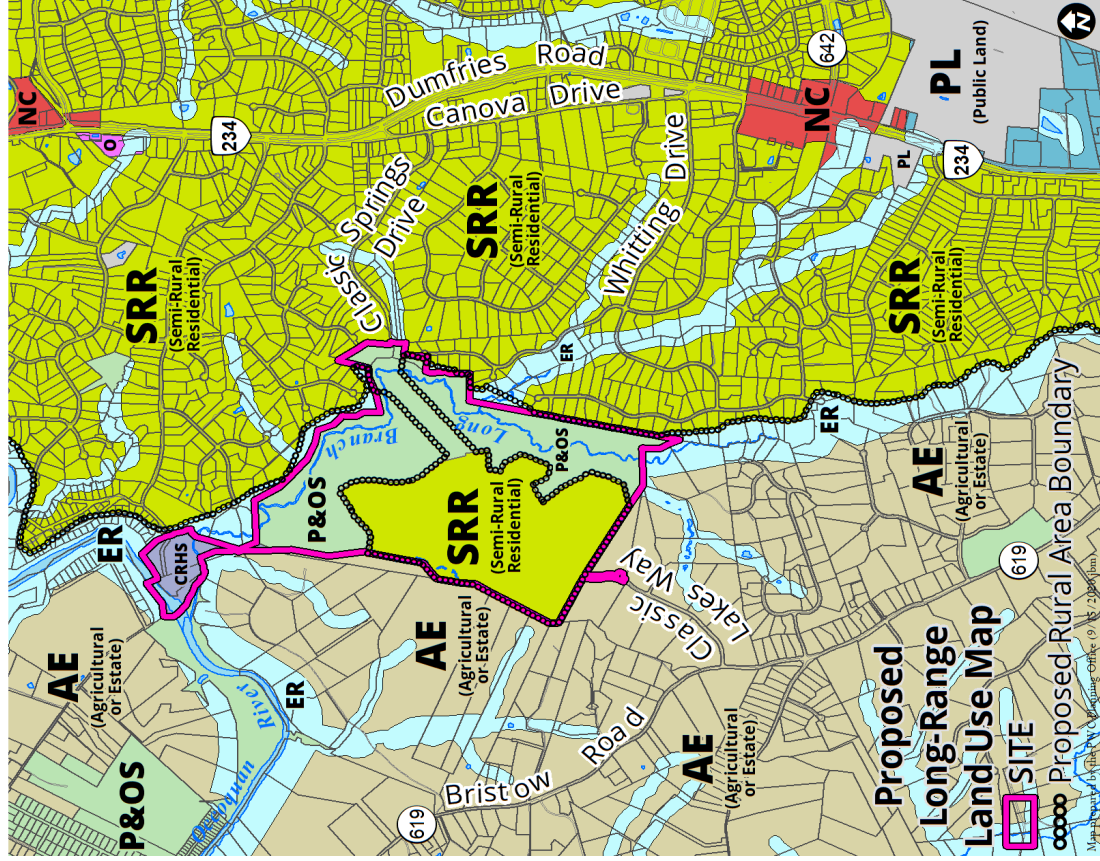 Proposed
Long-Range
Land Use Map
SITE
Proposed Rural Area Boundary
P&OS
AE
(Agricultural
or Estate)
River
ER
ER
CRHS
P&OS
Branch
Long
P&OS
SRR
(Semi-Rural
Residential)
AE
(Agricultural
or Estate)
Classic
Lakes Way
Bristow Road
619
AE
(Agricultural
or Estate)
619
AE
(Agricultural
or Estate)
ER
ER
SRR
(Semi-Rural
Residential)
SRR
(Semi-Rural
Residential)
SRR
(Semi-Rural
Residential)
Classic Springs
Drive
Whitting Drive
Canova Drive
Dumfries Road
NC
O
234
642
NC
PL
234
PL
(Public Land)
N